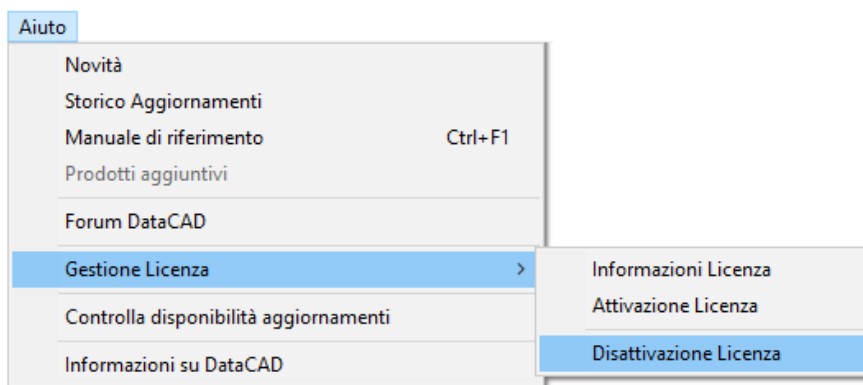 Aiuto
Novità
Storico Aggiornamenti
Manuale di riferimento Ctrl+F1
Prodotti aggiuntivi
Forum DataCAD
Gestione Licenza >
Informazioni Licenza
Attivazione Licenza
Disattivazione Licenza
Controlla disponibilità aggiornamenti
Informazioni su DataCAD